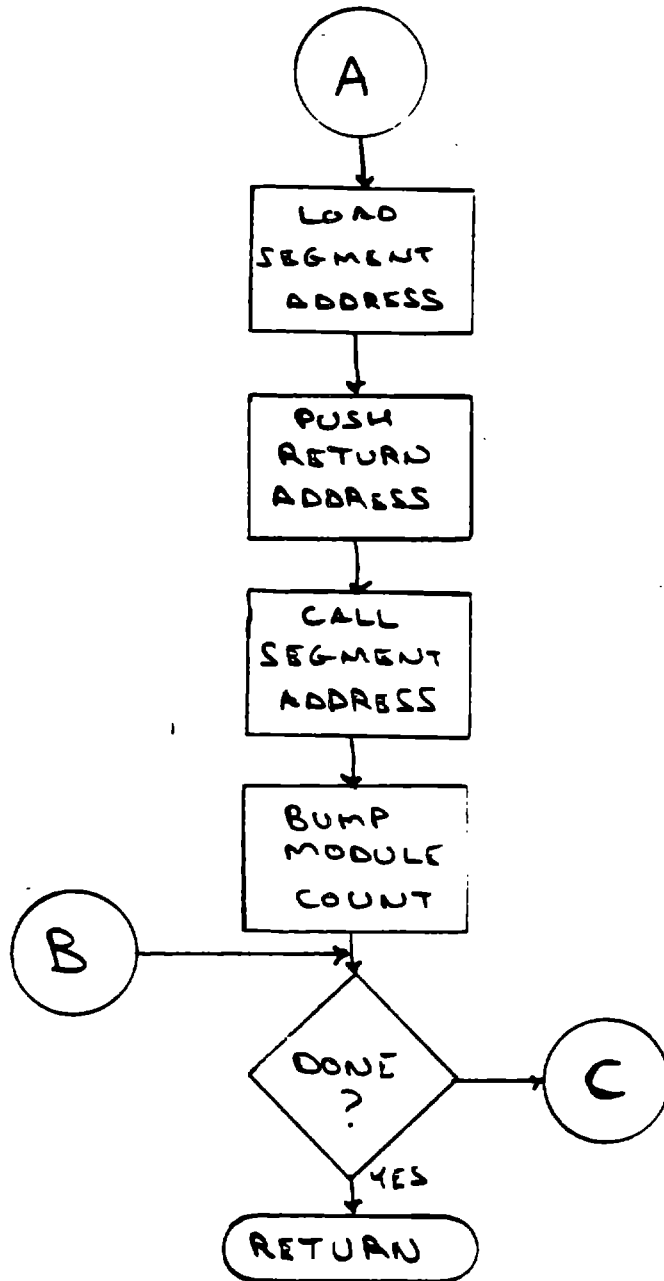 A
LOAD
SEGMENT
ADDRESS
PUSH
RETURN
ADDRESS
CALL
SEGMENT
ADDRESS
BUMP
MODULE
COUNT
B
DONE
?
C
YES
RETURN